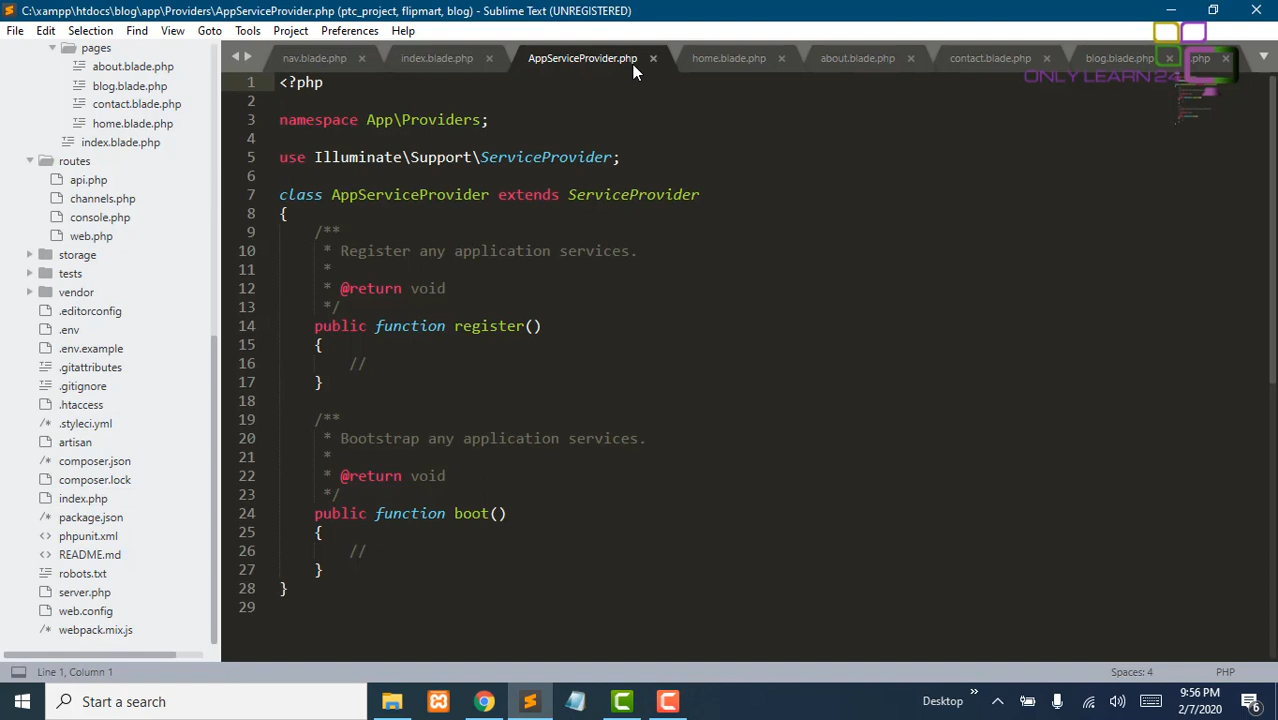 C:\xampp\htdocs\blog\app\Providers\AppServiceProvider.php (ptc_project, flipmart, blog) - Sublime Text (UNREGISTERED)
File Edit Selection Find View Goto Tools Project Preferences Help
nav.blade.php index.blade.php AppServiceProvider.php home.blade.php about.blade.php contact.blade.php blog.blade.php .php
ONLY LEARN 24
pages
about.blade.php
blog.blade.php
contact.blade.php
home.blade.php
index.blade.php
routes
api.php
channels.php
console.php
web.php
storage
tests
vendor
.editorconfig
.env
.env.example
.gitattributes
.gitignore
.htaccess
/* .styleci.yml
artisan
/* composer.json
composer.lock
index.php
/* package.json
<> phpunit.xml
<> README.md
robots.txt
server.php
web.config
/* webpack.mix.js
1 <?php
2
3 namespace App\Providers;
4
5 use Illuminate\Support\ServiceProvider;
6
7 class AppServiceProvider extends ServiceProvider
8 {
9 /**
10 * Register any application services.
11 *
12 * @return void
13 */
14 public function register()
15 {
16 //
17 }
18
19 /**
20 * Bootstrap any application services.
21 *
22 * @return void
23 */
24 public function boot()
25 {
26 //
27 }
28 }
29
Line 1, Column 1 Spaces: 4 PHP
Start a search
Desktop
9:56 PM
2/7/2020
6